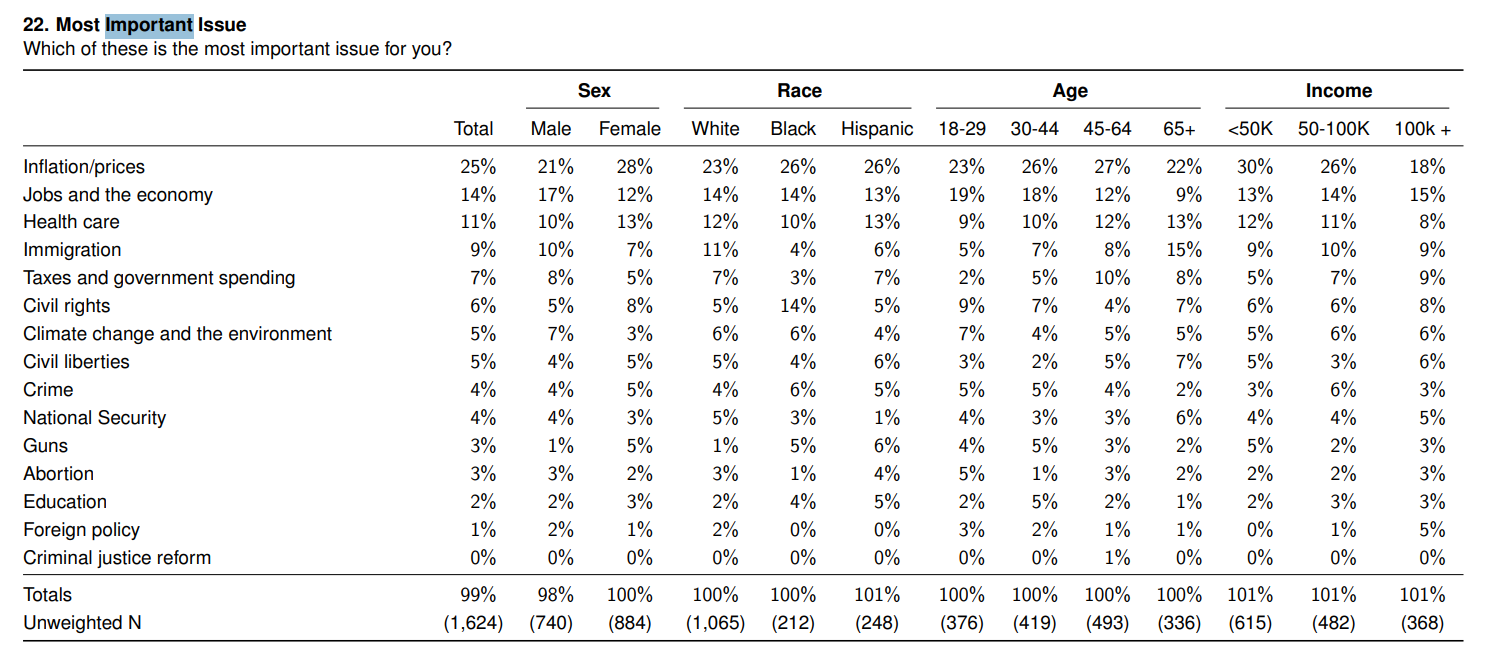 22. Most Important Issue
Which of these is the most important issue for you?
Sex Race Age Income
Total Male Female White Black Hispanic 18-29 30-44 45-64 65+ <50K 50-100K 100k +
Inflation/prices 25% 21% 28% 23% 26% 26% 23% 26% 27% 22% 30% 26% 18%
Jobs and the economy 14% 17% 12% 14% 14% 13% 19% 18% 12% 9% 13% 14% 15%
Health care 11% 10% 13% 12% 10% 13% 9% 10% 12% 13% 12% 11% 8%
Immigration 9% 10% 7% 11% 4% 6% 5% 7% 8% 15% 9% 10% 9%
Taxes and government spending 7% 8% 5% 7% 3% 7% 2% 5% 10% 8% 5% 7% 9%
Civil rights 6% 5% 8% 5% 14% 5% 9% 7% 4% 7% 6% 6% 8%
Climate change and the environment 5% 7% 3% 6% 6% 4% 7% 4% 5% 5% 5% 6% 6%
Civil liberties 5% 4% 5% 5% 4% 6% 3% 2% 5% 7% 5% 3% 6%
Crime 4% 4% 5% 4% 6% 5% 5% 5% 4% 2% 3% 6% 3%
National Security 4% 4% 3% 5% 3% 1% 4% 3% 3% 6% 4% 4% 5%
Guns 3% 1% 5% 1% 5% 6% 4% 5% 3% 2% 5% 2% 3%
Abortion 3% 3% 2% 3% 1% 4% 5% 1% 3% 2% 2% 2% 3%
Education 2% 2% 3% 2% 4% 5% 2% 5% 2% 1% 2% 3% 3%
Foreign policy 1% 2% 1% 2% 0% 0% 3% 2% 1% 1% 0% 1% 5%
Criminal justice reform 0% 0% 0% 0% 0% 0% 0% 0% 1% 0% 0% 0% 0%
Totals 99% 98% 100% 100% 100% 101% 100% 100% 100% 100% 101% 101% 101%
Unweighted N (1,624) (740) (884) (1,065) (212) (248) (376) (419) (493) (336) (615) (482) (368)